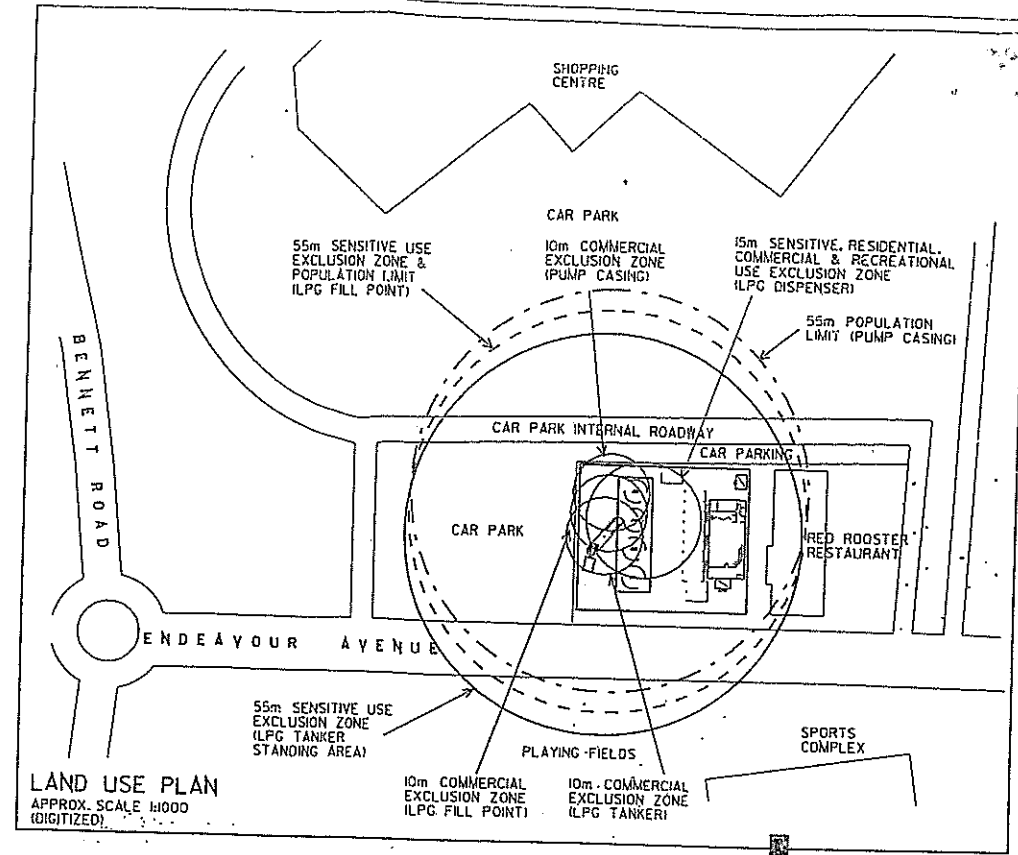 SHOPPING
CENTRE
CAR PARK
55m SENSITIVE USE
EXCLUSION ZONE &
POPULATION LIMIT
(LPG FILL POINT)
10m COMMERCIAL
EXCLUSION ZONE
(PUMP CASING)
15m SENSITIVE, RESIDENTIAL,
COMMERCIAL & RECREATIONAL
USE EXCLUSION ZONE
(LPG DISPENSER)
55m POPULATION
LIMIT (PUMP CASING)
BENNETT ROAD
CAR PARK INTERNAL ROADWAY
CAR PARKING
CAR PARK
RED ROOSTER
RESTAURANT
ENDEAVOUR AVENUE
55m SENSITIVE USE
EXCLUSION ZONE
(LPG TANKER
STANDING AREA)
PLAYING-FIELDS
SPORTS
COMPLEX
10m COMMERCIAL
EXCLUSION ZONE
(LPG FILL POINT)
10m COMMERCIAL
EXCLUSION ZONE
(LPG TANKER)
LAND USE PLAN
APPROX. SCALE 1:1000
(DIGITIZED)